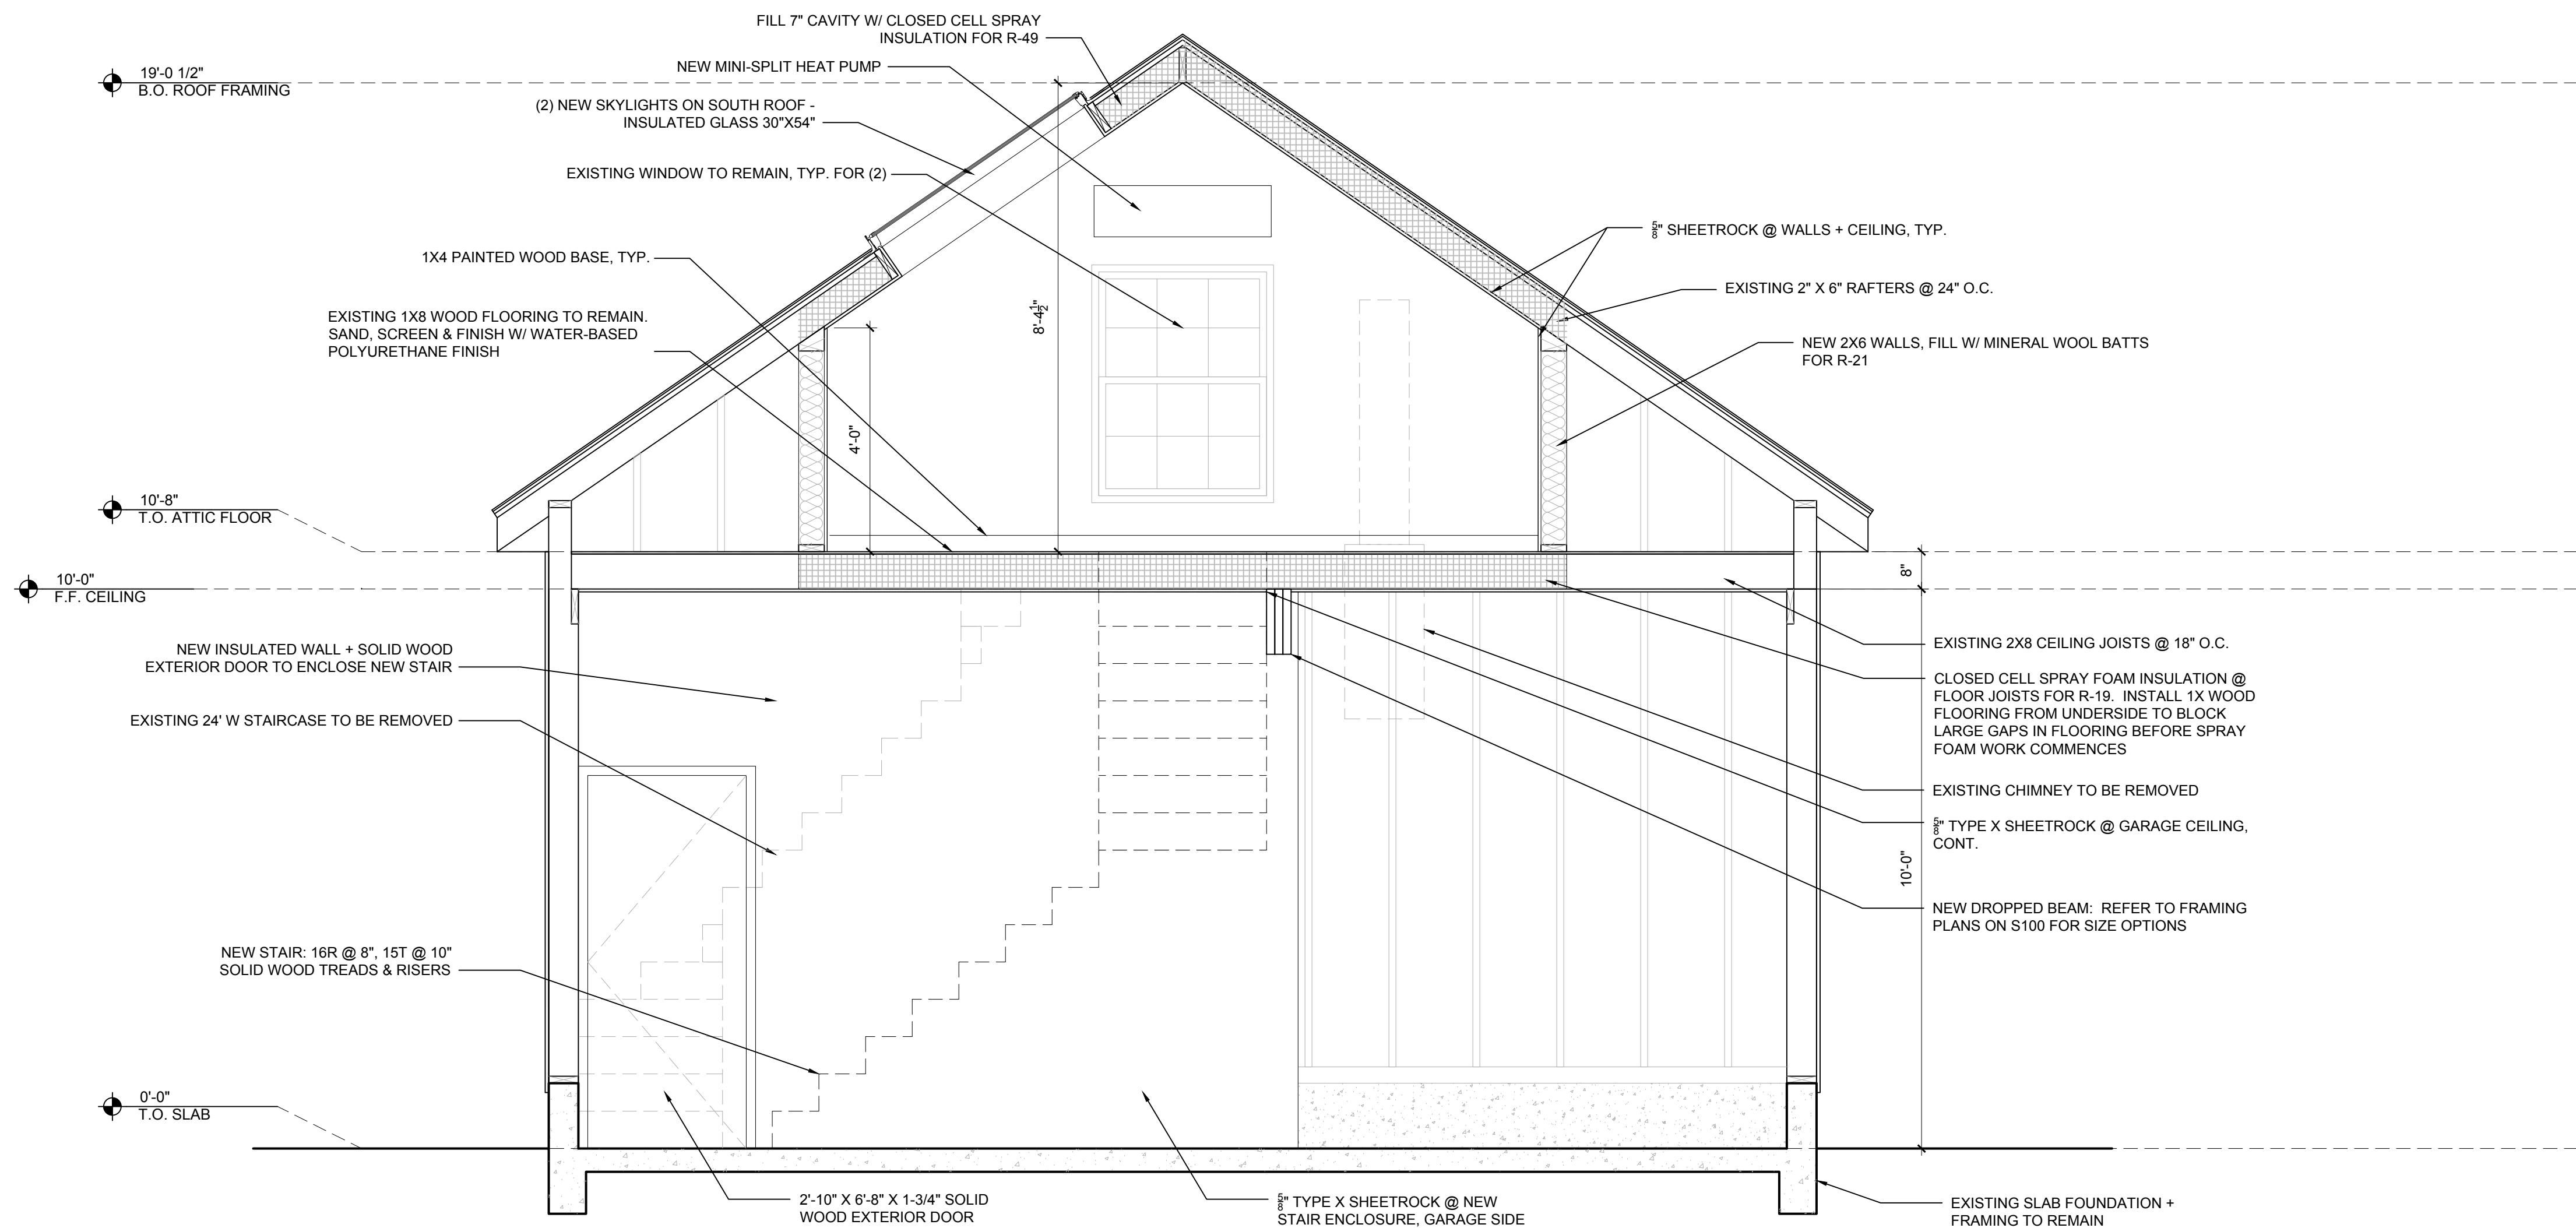 FILL 7" CAVITY W/ CLOSED CELL SPRAY
INSULATION FOR R-49
NEW MINI-SPLIT HEAT PUMP
(2) NEW SKYLIGHTS ON SOUTH ROOF -
INSULATED GLASS 30"X54"
EXISTING WINDOW TO REMAIN, TYP. FOR (2)
1X4 PAINTED WOOD BASE, TYP.
EXISTING 1X8 WOOD FLOORING TO REMAIN.
SAND, SCREEN & FINISH W/ WATER-BASED
POLYURETHANE FINISH
19'-0 1/2"
B.O. ROOF FRAMING
10'-8"
T.O. ATTIC FLOOR
10'-0"
F.F. CEILING
0'-0"
T.O. SLAB
8'-4 1/2"
4'-0"
5/8" SHEETROCK @ WALLS + CEILING, TYP.
EXISTING 2" X 6" RAFTERS @ 24" O.C.
NEW 2X6 WALLS, FILL W/ MINERAL WOOL BATTS
FOR R-21
8"
10'-0"
NEW INSULATED WALL + SOLID WOOD
EXTERIOR DOOR TO ENCLOSE NEW STAIR
EXISTING 24' W STAIRCASE TO BE REMOVED
NEW STAIR: 16R @ 8", 15T @ 10"
SOLID WOOD TREADS & RISERS
EXISTING 2X8 CEILING JOISTS @ 18" O.C.
CLOSED CELL SPRAY FOAM INSULATION @
FLOOR JOISTS FOR R-19. INSTALL 1X WOOD
FLOORING FROM UNDERSIDE TO BLOCK
LARGE GAPS IN FLOORING BEFORE SPRAY
FOAM WORK COMMENCES
EXISTING CHIMNEY TO BE REMOVED
5/8" TYPE X SHEETROCK @ GARAGE CEILING,
CONT.
NEW DROPPED BEAM: REFER TO FRAMING
PLANS ON S100 FOR SIZE OPTIONS
2'-10" X 6'-8" X 1-3/4" SOLID
WOOD EXTERIOR DOOR
5/8" TYPE X SHEETROCK @ NEW
STAIR ENCLOSURE, GARAGE SIDE
EXISTING SLAB FOUNDATION +
FRAMING TO REMAIN